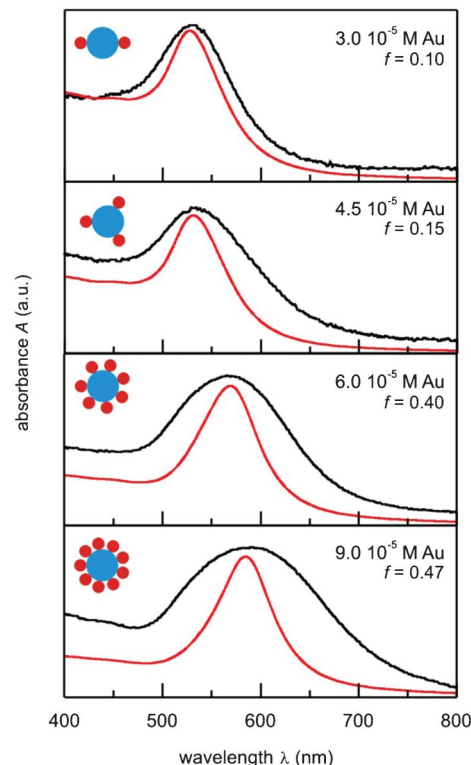 3.0 10⁻⁵ M Au
f = 0.10
4.5 10⁻⁵ M Au
f = 0.15
6.0 10⁻⁵ M Au
f = 0.40
9.0 10⁻⁵ M Au
f = 0.47
absorbance A (a.u.)
400 500 600 700 800
wavelength λ (nm)